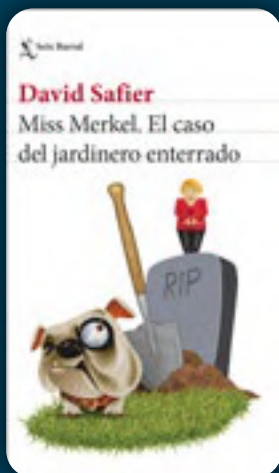 Seix Barral
David Safier
Miss Merkel. El caso
del jardinero enterrado
RIP